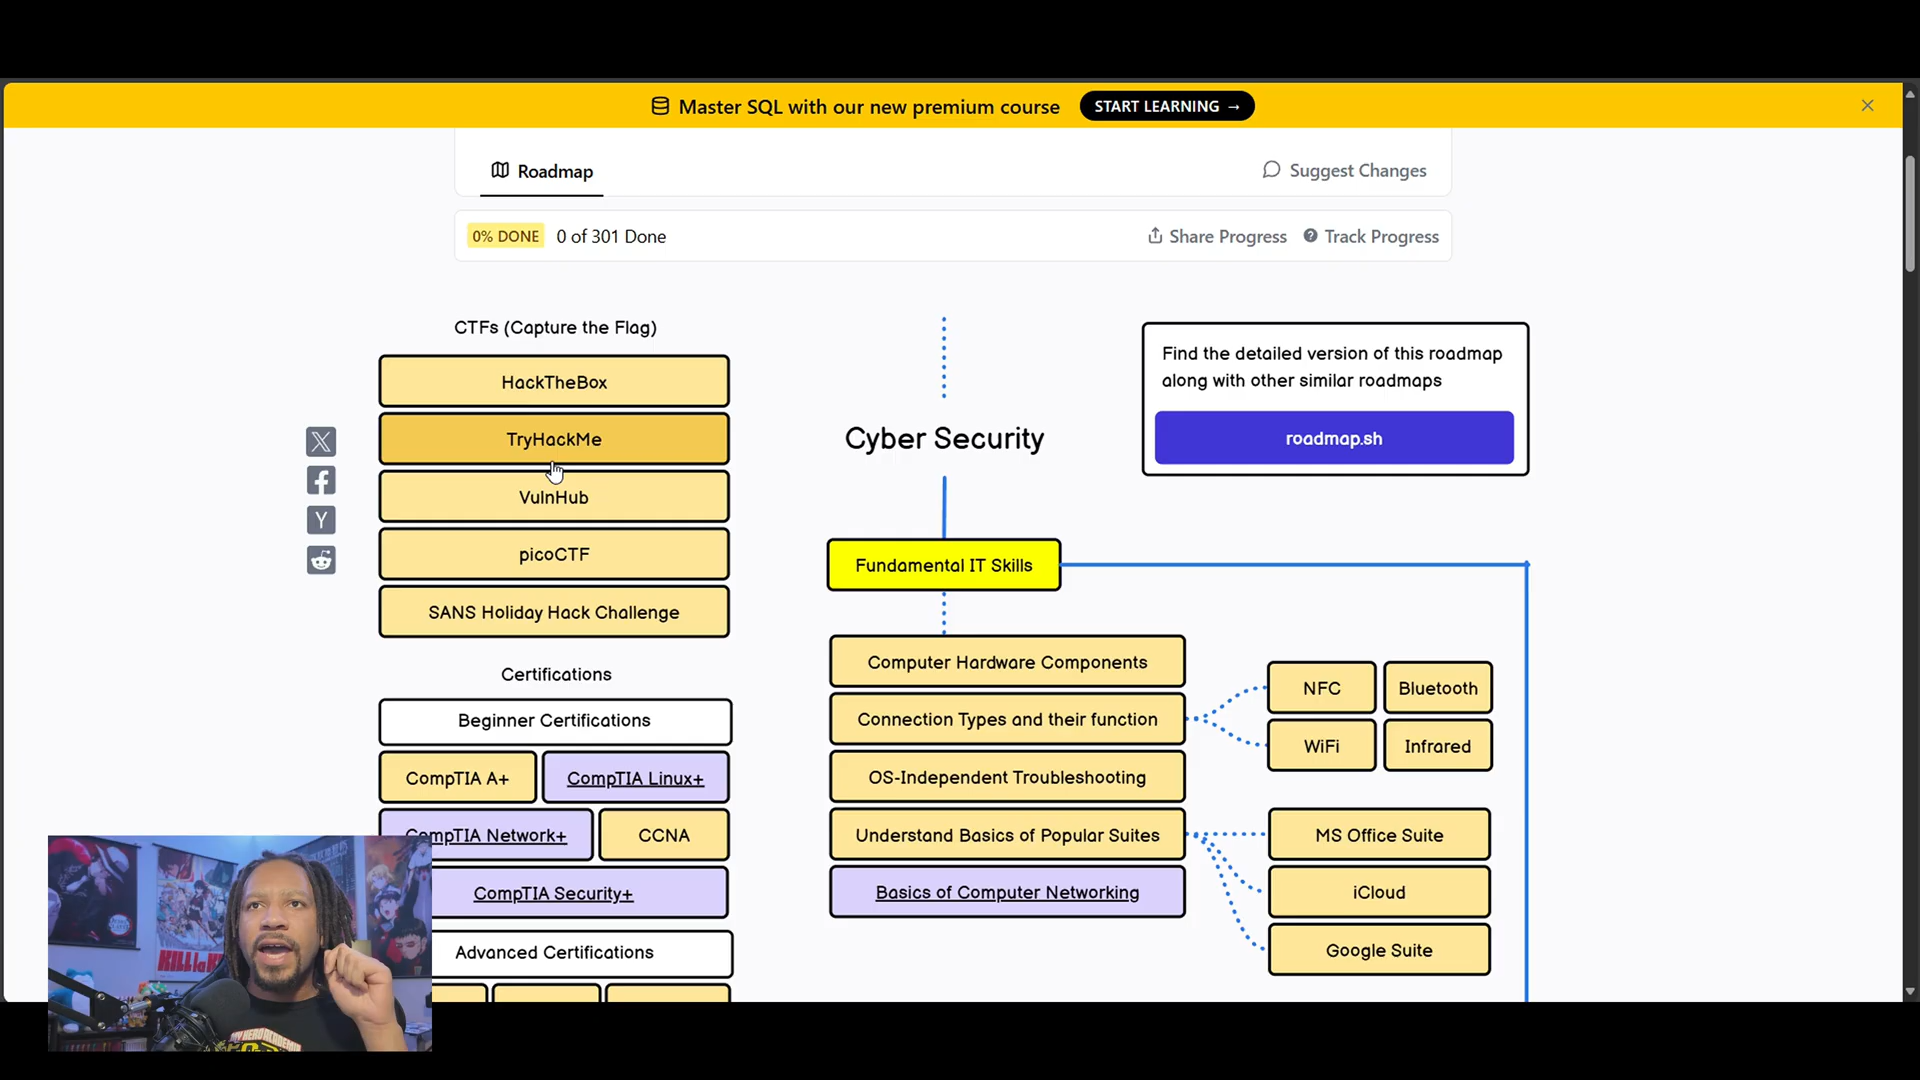 Master SQL with our new premium course
START LEARNING →
Roadmap
Suggest Changes
0% DONE
0 of 301 Done
Share Progress
Track Progress
CTFs (Capture the Flag)
HackTheBox
TryHackMe
VulnHub
picoCTF
SANS Holiday Hack Challenge
Certifications
Beginner Certifications
CompTIA A+
CompTIA Linux+
CompTIA Network+
CCNA
CompTIA Security+
Advanced Certifications
Cyber Security
Find the detailed version of this roadmap
along with other similar roadmaps
roadmap.sh
Fundamental IT Skills
Computer Hardware Components
Connection Types and their function
OS-Independent Troubleshooting
Understand Basics of Popular Suites
Basics of Computer Networking
NFC
Bluetooth
WiFi
Infrared
MS Office Suite
iCloud
Google Suite